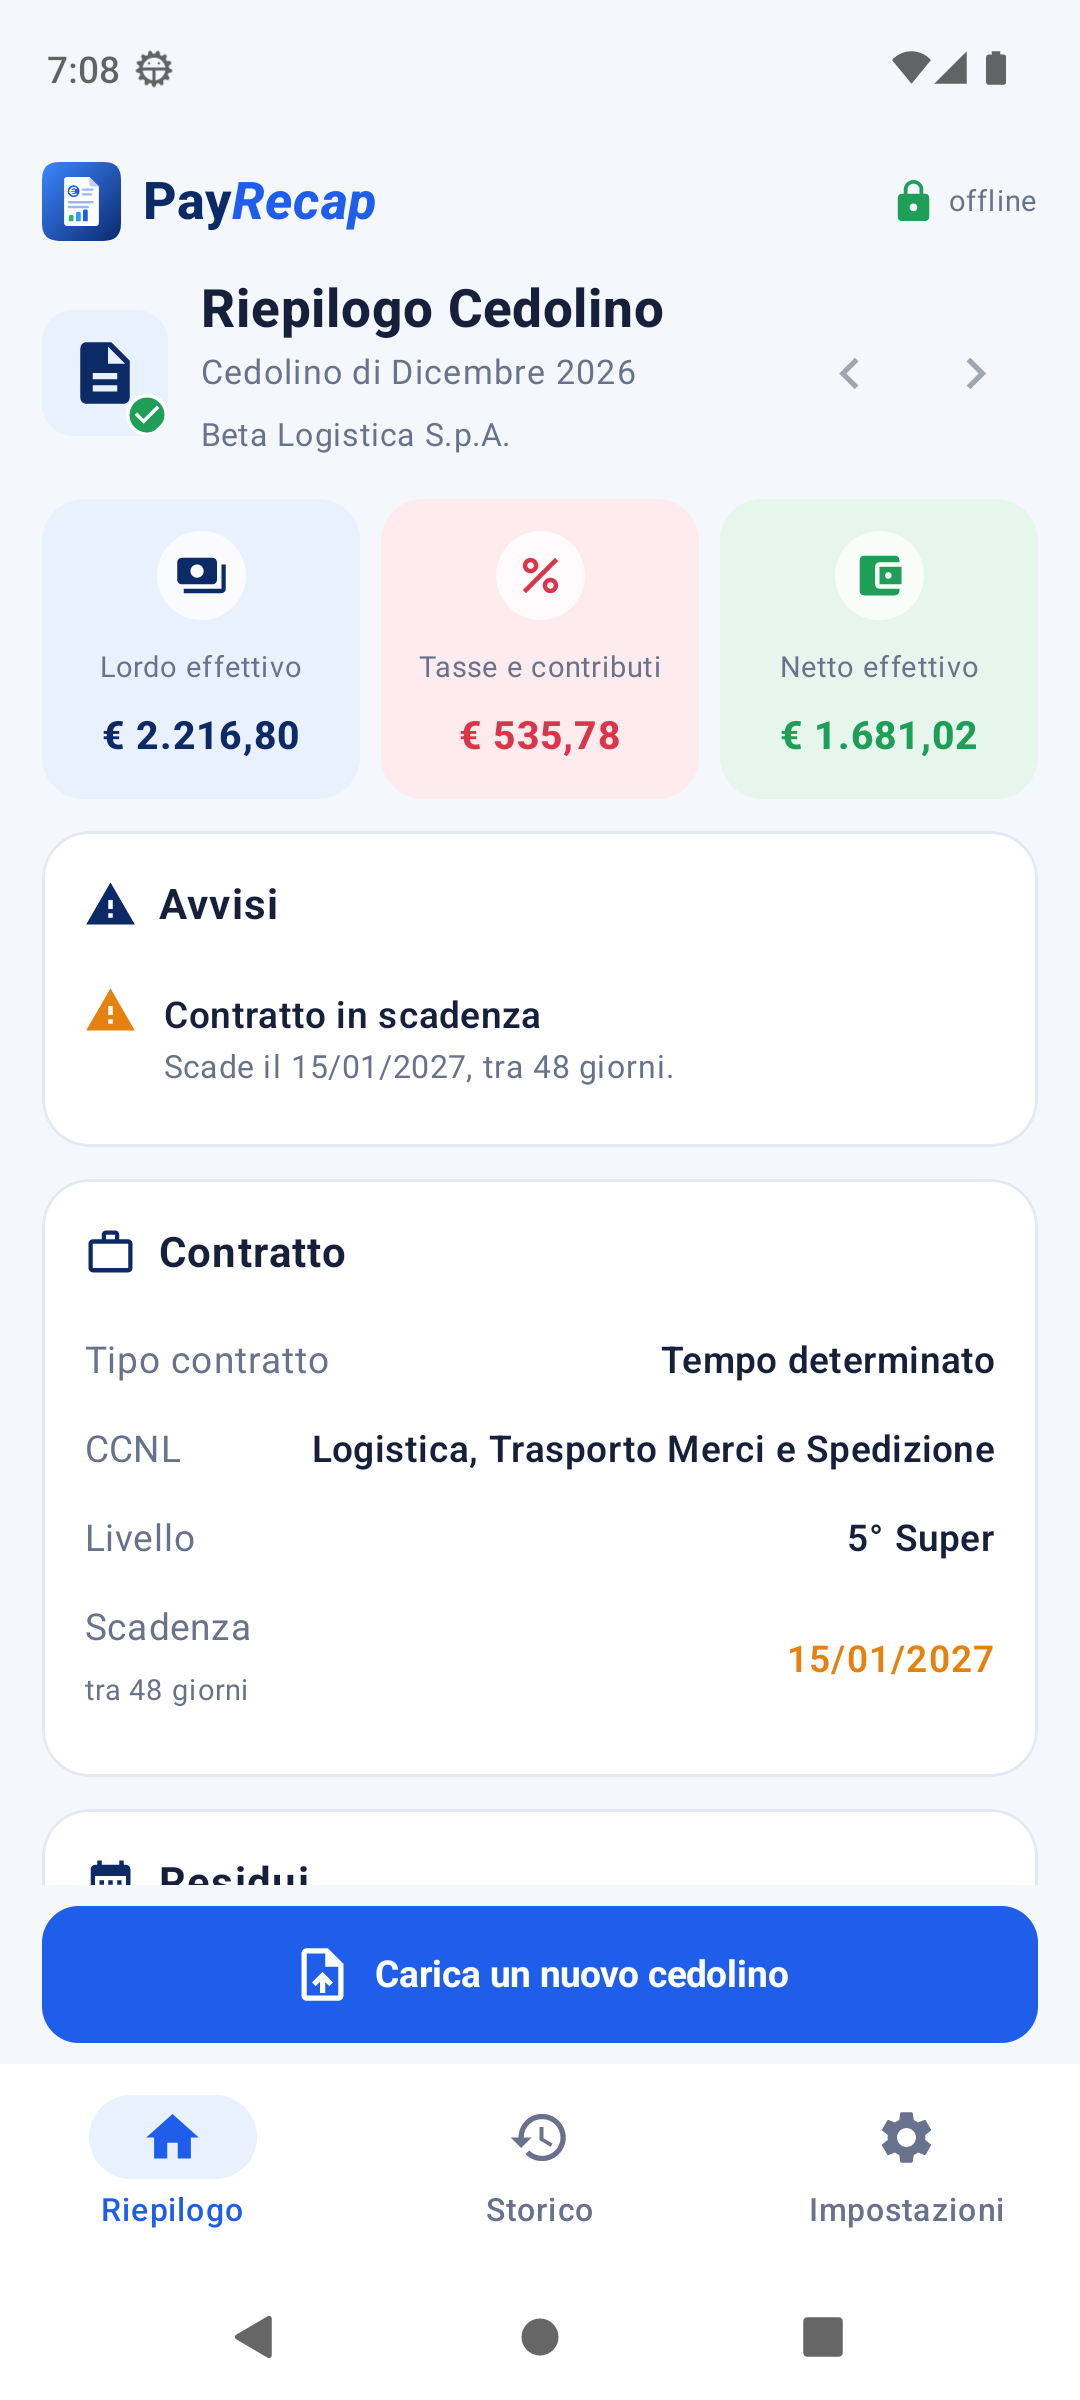 7:08
PayRecap
offline
Riepilogo Cedolino
Cedolino di Dicembre 2026
Beta Logistica S.p.A.
Lordo effettivo
€ 2.216,80
Tasse e contributi
€ 535,78
Netto effettivo
€ 1.681,02
Avvisi
Contratto in scadenza
Scade il 15/01/2027, tra 48 giorni.
Contratto
Tipo contratto Tempo determinato
CCNL Logistica, Trasporto Merci e Spedizione
Livello 5° Super
Scadenza
15/01/2027
tra 48 giorni
Residui
Carica un nuovo cedolino
Riepilogo
Storico
Impostazioni